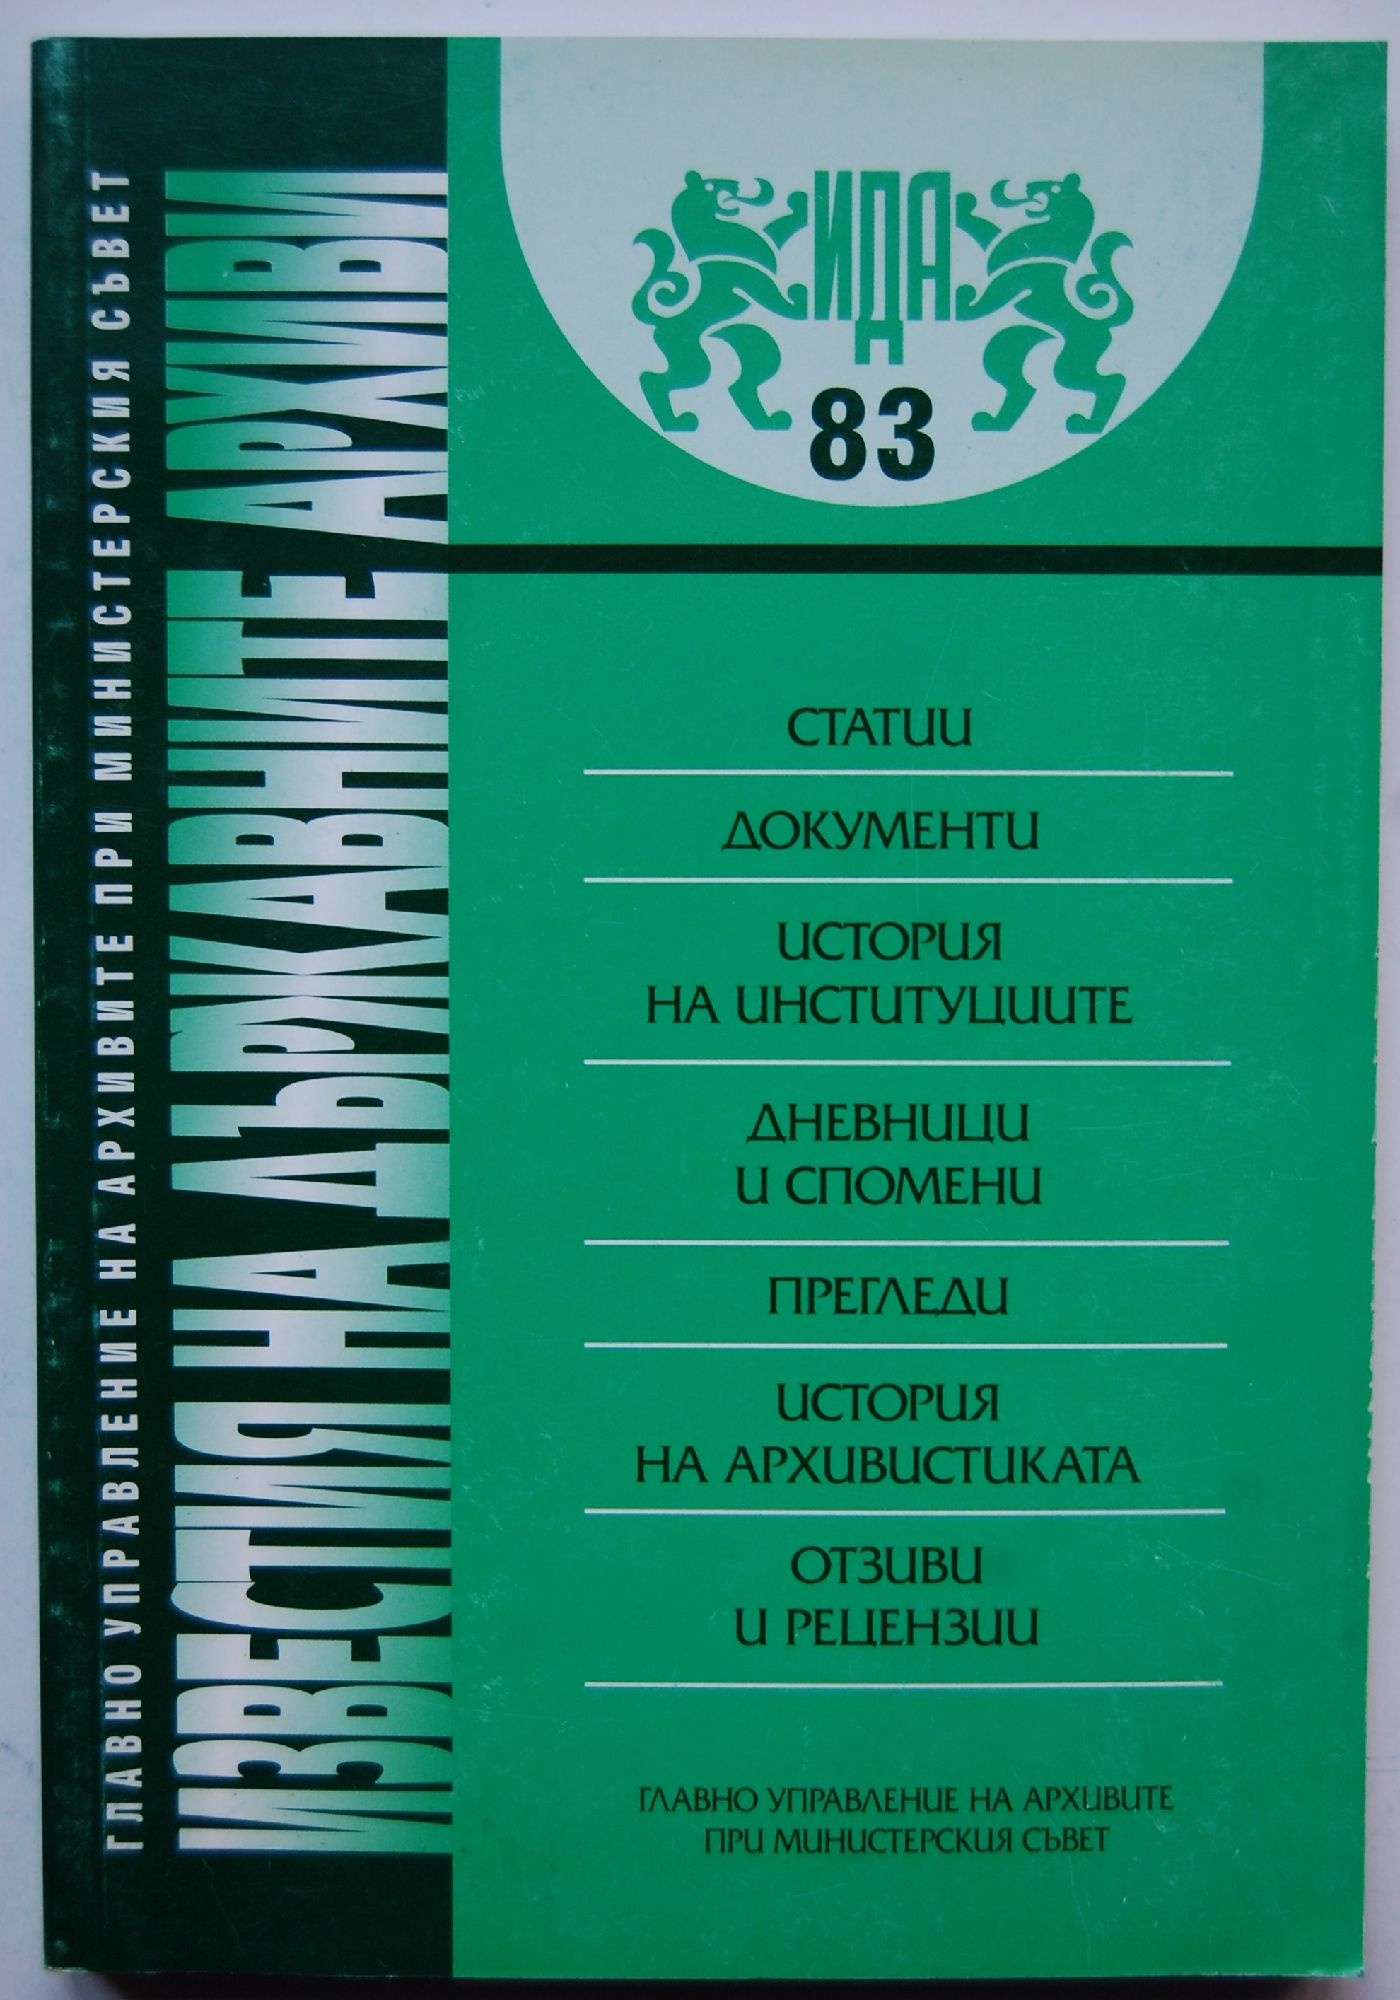 ГЛАВНО УПРАВЛЕНИЕ НА АРХИВИТЕ ПРИ МИНИСТЕРСКИЯ СЪВЕТ
ИЗВЕСТИЯ НА ДЪРЖАВНИТЕ АРХИВИ
ИДА
83
СТАТИИ
ДОКУМЕНТИ
ИСТОРИЯ
НА ИНСТИТУЦИИТЕ
ДНЕВНИЦИ
И СПОМЕНИ
ПРЕГЛЕДИ
ИСТОРИЯ
НА АРХИВИСТИКАТА
ОТЗИВИ
И РЕЦЕНЗИИ
ГЛАВНО УПРАВЛЕНИЕ НА АРХИВИТЕ
ПРИ МИНИСТЕРСКИЯ СЪВЕТ